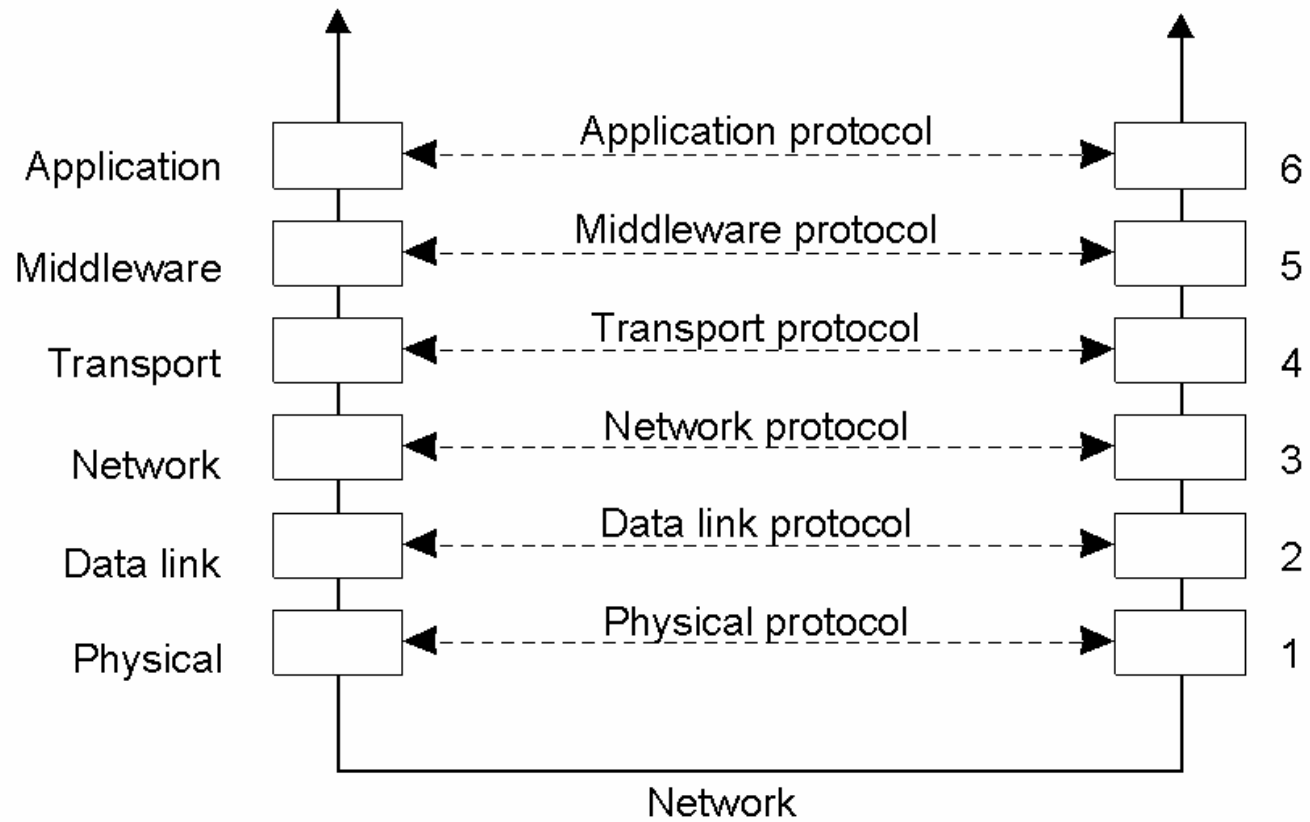 Application protocol
Application
6
Middleware protocol
Middleware
5
Transport protocol
Transport
4
Network protocol
Network
3
Data link protocol
Data link
2
Physical protocol
Physical
1
Network